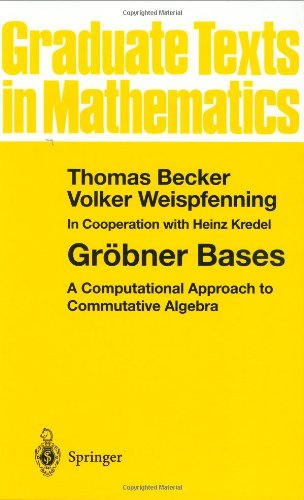 Graduate Texts
in Mathematics
Thomas Becker
Volker Weispfenning
In Cooperation with Heinz Kredel
Gröbner Bases
A Computational Approach to
Commutative Algebra
Springer